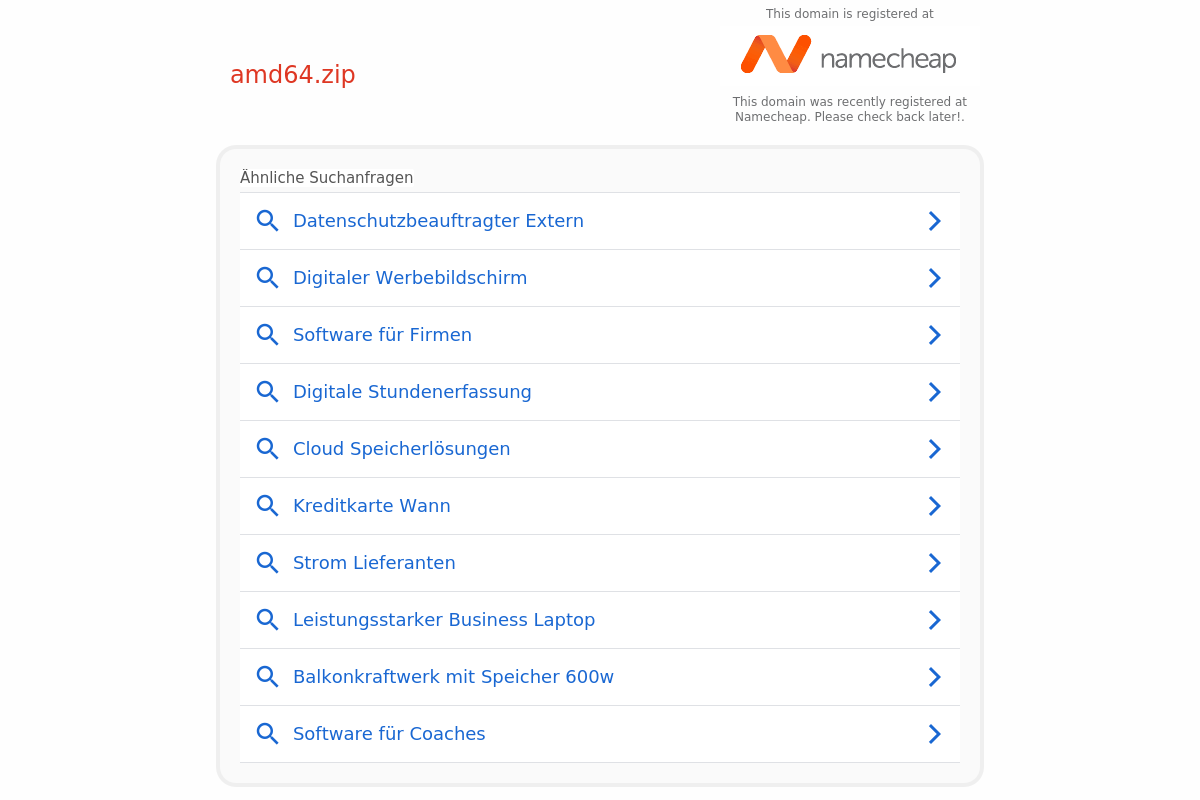 This domain is registered at
namecheap
amd64.zip
This domain was recently registered at
Namecheap. Please check back later!.
Ähnliche Suchanfragen
Datenschutzbeauftragter Extern
Digitaler Werbebildschirm
Software für Firmen
Digitale Stundenerfassung
Cloud Speicherlösungen
Kreditkarte Wann
Strom Lieferanten
Leistungsstarker Business Laptop
Balkonkraftwerk mit Speicher 600w
Software für Coaches